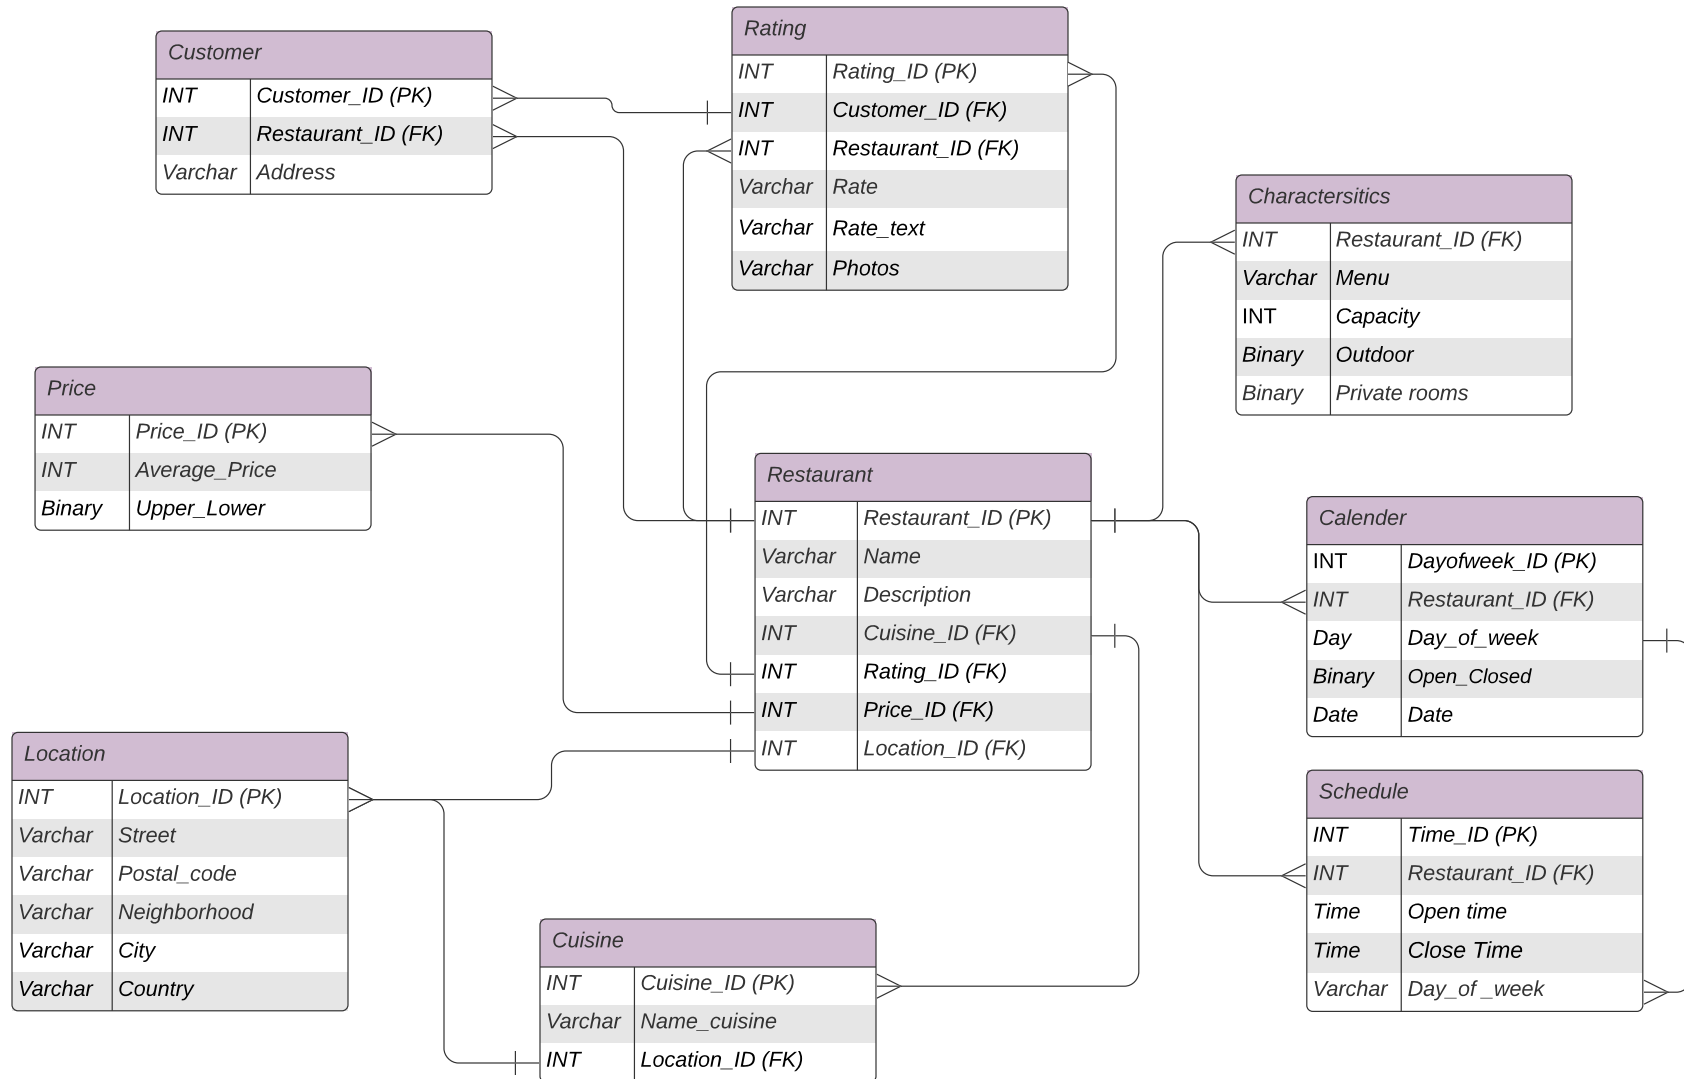 Customer
INT Customer_ID (PK)
INT Restaurant_ID (FK)
Varchar Address
Rating
INT Rating_ID (PK)
INT Customer_ID (FK)
INT Restaurant_ID (FK)
Varchar Rate
Varchar Rate_text
Varchar Photos
Charactersitics
INT Restaurant_ID (FK)
Varchar Menu
INT Capacity
Binary Outdoor
Binary Private rooms
Price
INT Price_ID (PK)
INT Average_Price
Binary Upper_Lower
Restaurant
INT Restaurant_ID (PK)
Varchar Name
Varchar Description
INT Cuisine_ID (FK)
INT Rating_ID (FK)
INT Price_ID (FK)
INT Location_ID (FK)
Calender
INT Dayofweek_ID (PK)
INT Restaurant_ID (FK)
Day Day_of_week
Binary Open_Closed
Date Date
Location
INT Location_ID (PK)
Varchar Street
Varchar Postal_code
Varchar Neighborhood
Varchar City
Varchar Country
Schedule
INT Time_ID (PK)
INT Restaurant_ID (FK)
Time Open time
Time Close Time
Varchar Day_of _week
Cuisine
INT Cuisine_ID (PK)
Varchar Name_cuisine
INT Location_ID (FK)